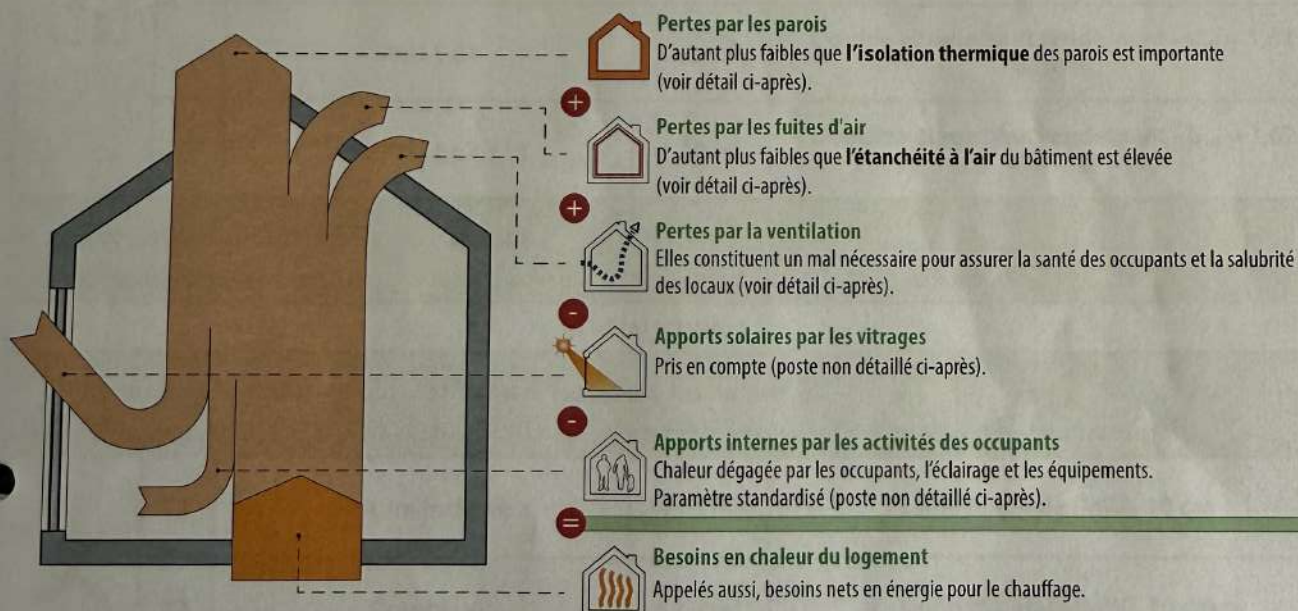 Pertes par les parois
D'autant plus faibles que l'isolation thermique des parois est importante
(voir détail ci-après).
+
Pertes par les fuites d'air
D'autant plus faibles que l'étanchéité à l'air du bâtiment est élevée
(voir détail ci-après).
+
Pertes par la ventilation
Elles constituent un mal nécessaire pour assurer la santé des occupants et la salubrité
des locaux (voir détail ci-après).
-
Apports solaires par les vitrages
Pris en compte (poste non détaillé ci-après).
-
Apports internes par les activités des occupants
Chaleur dégagée par les occupants, l'éclairage et les équipements.
Paramètre standardisé (poste non détaillé ci-après).
=
Besoins en chaleur du logement
Appelés aussi, besoins nets en énergie pour le chauffage.